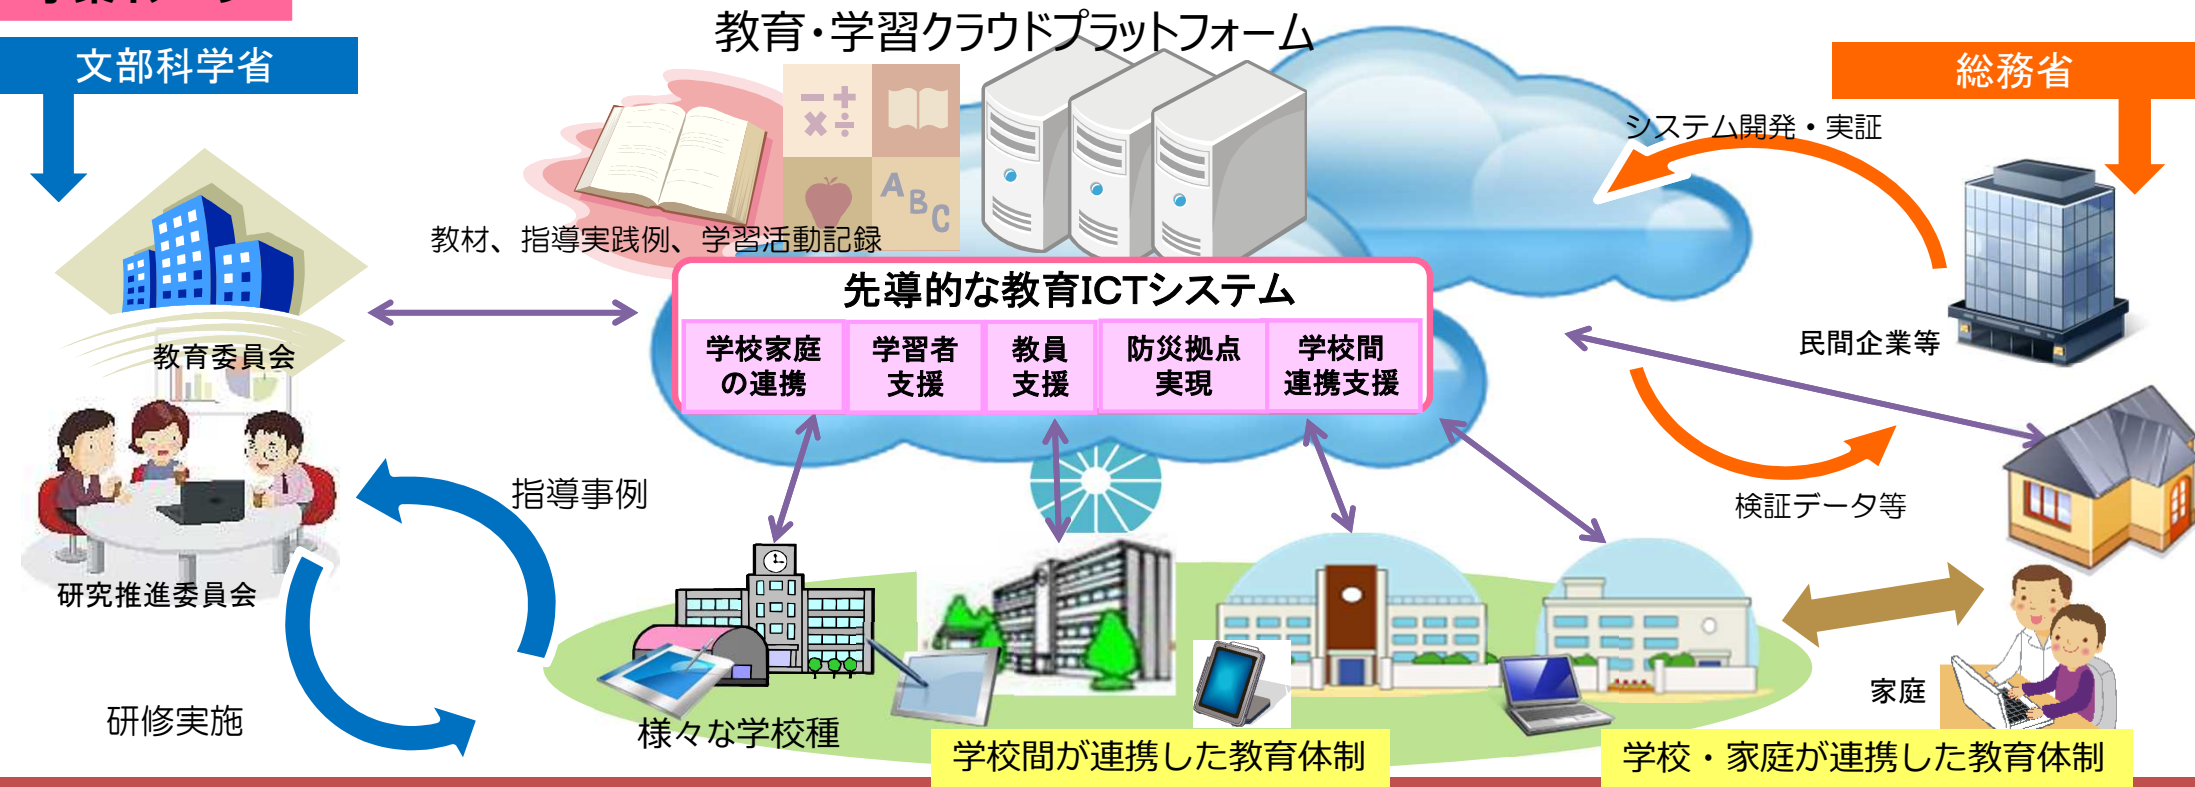 文部科学省
教育・学習クラウドプラットフォーム
総務省
システム開発・実証
A B C
教材、指導実践例、学習活動記録
先導的な教育ICTシステム
学校家庭
の連携
学習者
支援
教員
支援
防災拠点
実現
学校間
連携支援
教育委員会
民間企業等
指導事例
検証データ等
研究推進委員会
研修実施
様々な学校種
家庭
学校間が連携した教育体制
学校・家庭が連携した教育体制